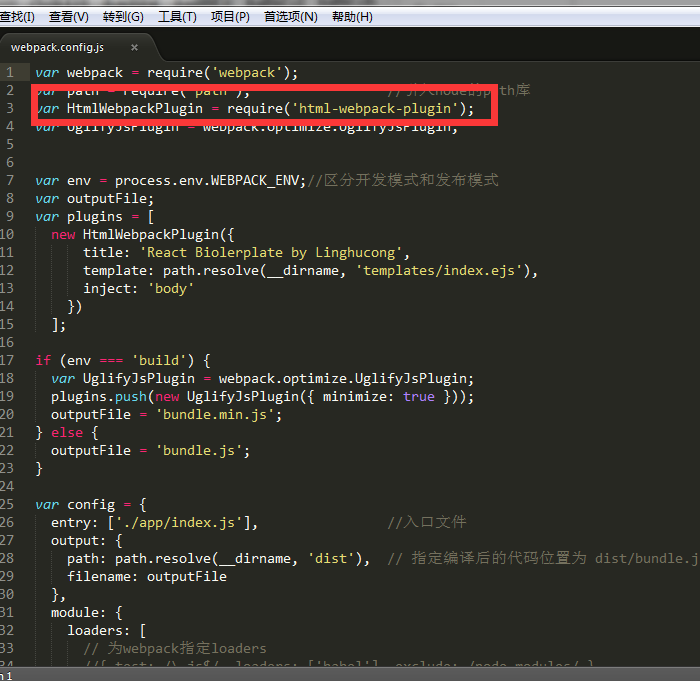 查找(I) 查看(V) 转到(G) 工具(T) 项目(P) 首选项(N) 帮助(H)
webpack.config.js ×
1 var webpack = require('webpack');
2 var path = require('path'); //引入node的path库
3 var HtmlWebpackPlugin = require('html-webpack-plugin');
4 var UglifyJsPlugin = webpack.optimize.UglifyJsPlugin;
5
6
7 var env = process.env.WEBPACK_ENV;//区分开发模式和发布模式
8 var outputFile;
9 var plugins = [
10 new HtmlWebpackPlugin({
11 title: 'React Biolerplate by Linghucong',
12 template: path.resolve(__dirname, 'templates/index.ejs'),
13 inject: 'body'
14 })
15 ];
16
17 if (env === 'build') {
18 var UglifyJsPlugin = webpack.optimize.UglifyJsPlugin;
19 plugins.push(new UglifyJsPlugin({ minimize: true }));
20 outputFile = 'bundle.min.js';
21 } else {
22 outputFile = 'bundle.js';
23 }
24
25 var config = {
26 entry: ['./app/index.js'], //入口文件
27 output: {
28 path: path.resolve(__dirname, 'dist'), // 指定编译后的代码位置为 dist/bundle.j
29 filename: outputFile
30 },
31 module: {
32 loaders: [
33 // 为webpack指定loaders
34 //{ test: /\.js$/, loaders: ['babel'], exclude: /node_modules/ }
n 1